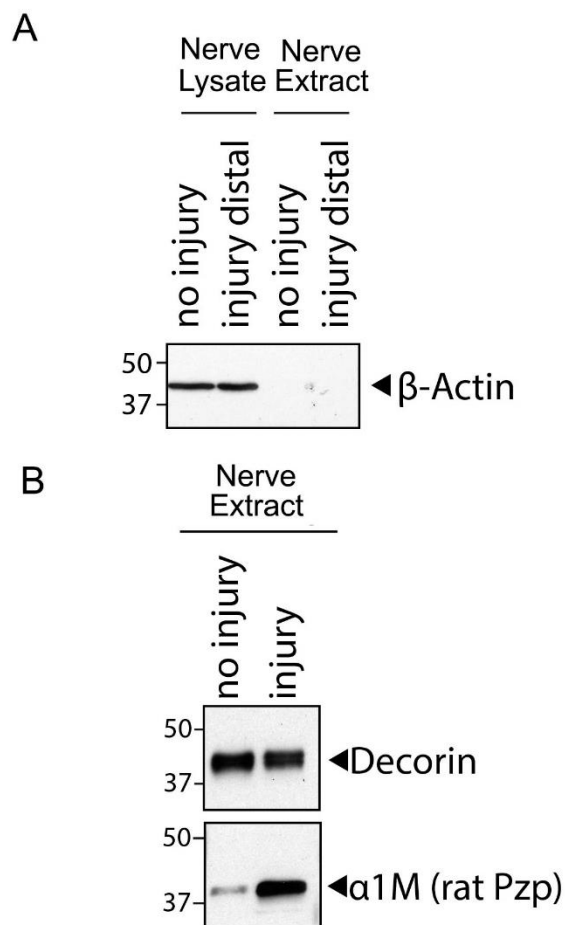 A
Nerve Lysate
Nerve Extract
no injury
injury distal
no injury
injury distal
50
37
◄β-Actin
B
Nerve
Extract
no injury
injury
50
37
◄Decorin
50
37
◄α1M (rat Pzp)